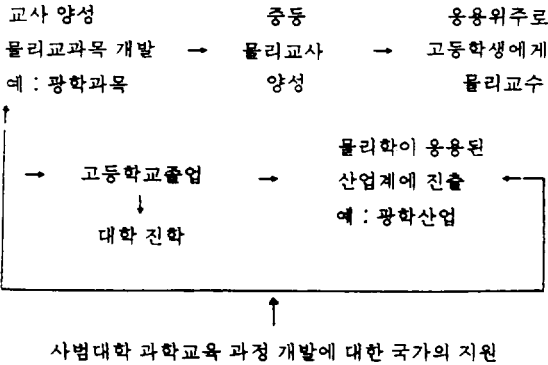 교사 양성
물리교과목 개발
예 : 광학과목
중등
물리교사
양성
응용위주로
고등학생에게
물리교수
고등학교졸업
대학 진학
물리학이 응용된
산업계에 진출
예 : 광학산업
사범대학 과학교육 과정 개발에 대한 국가의 지원